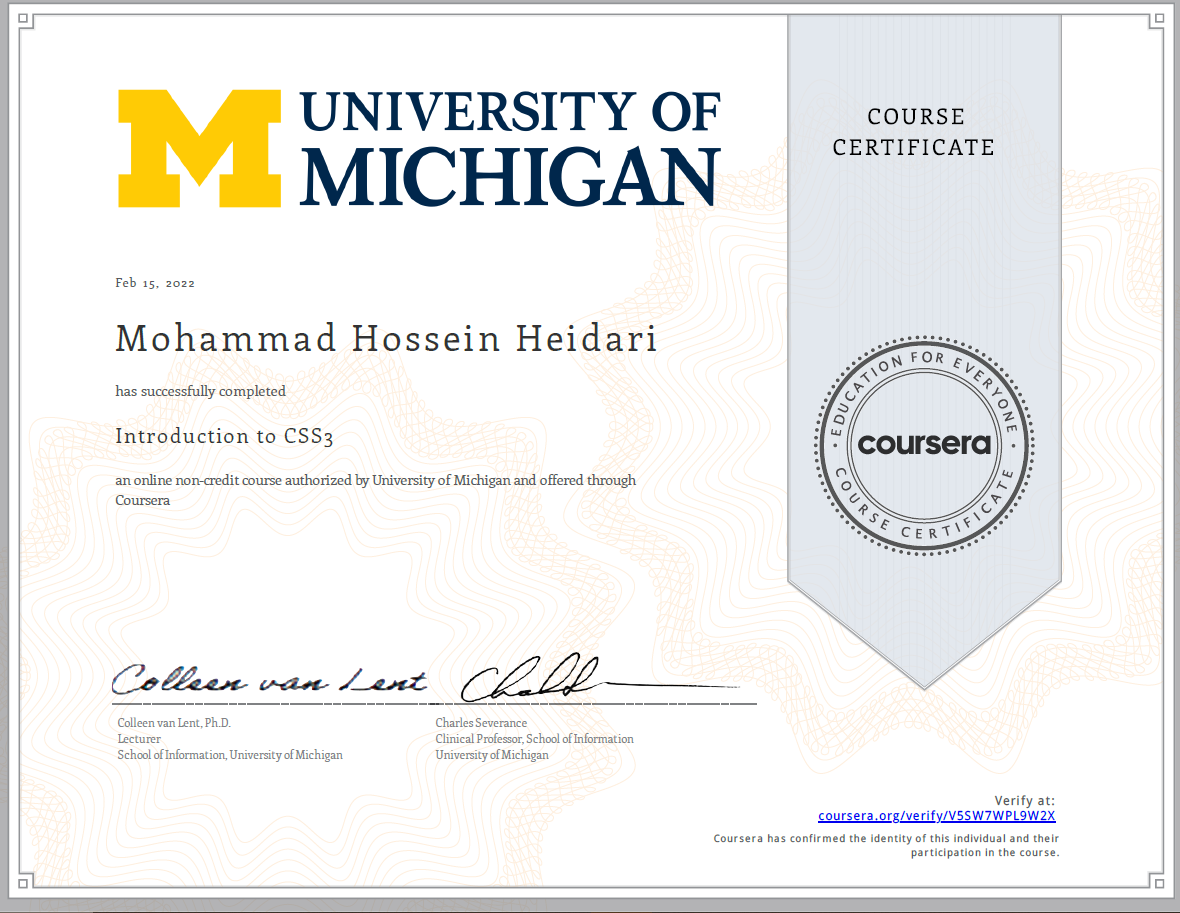 UNIVERSITY OF
MICHIGAN
COURSE
CERTIFICATE
Feb 15, 2022
Mohammad Hossein Heidari
has successfully completed
Introduction to CSS3
an online non-credit course authorized by University of Michigan and offered through
Coursera
EDUCATION FOR EVERYONE
coursera
COURSE CERTIFICATE
Colleen van Lent
Colleen van Lent, Ph.D.
Lecturer
School of Information, University of Michigan
Charles Severance
Clinical Professor, School of Information
University of Michigan
Verify at:
coursera.org/verify/V5SW7WPL9W2X
Coursera has confirmed the identity of this individual and their
participation in the course.